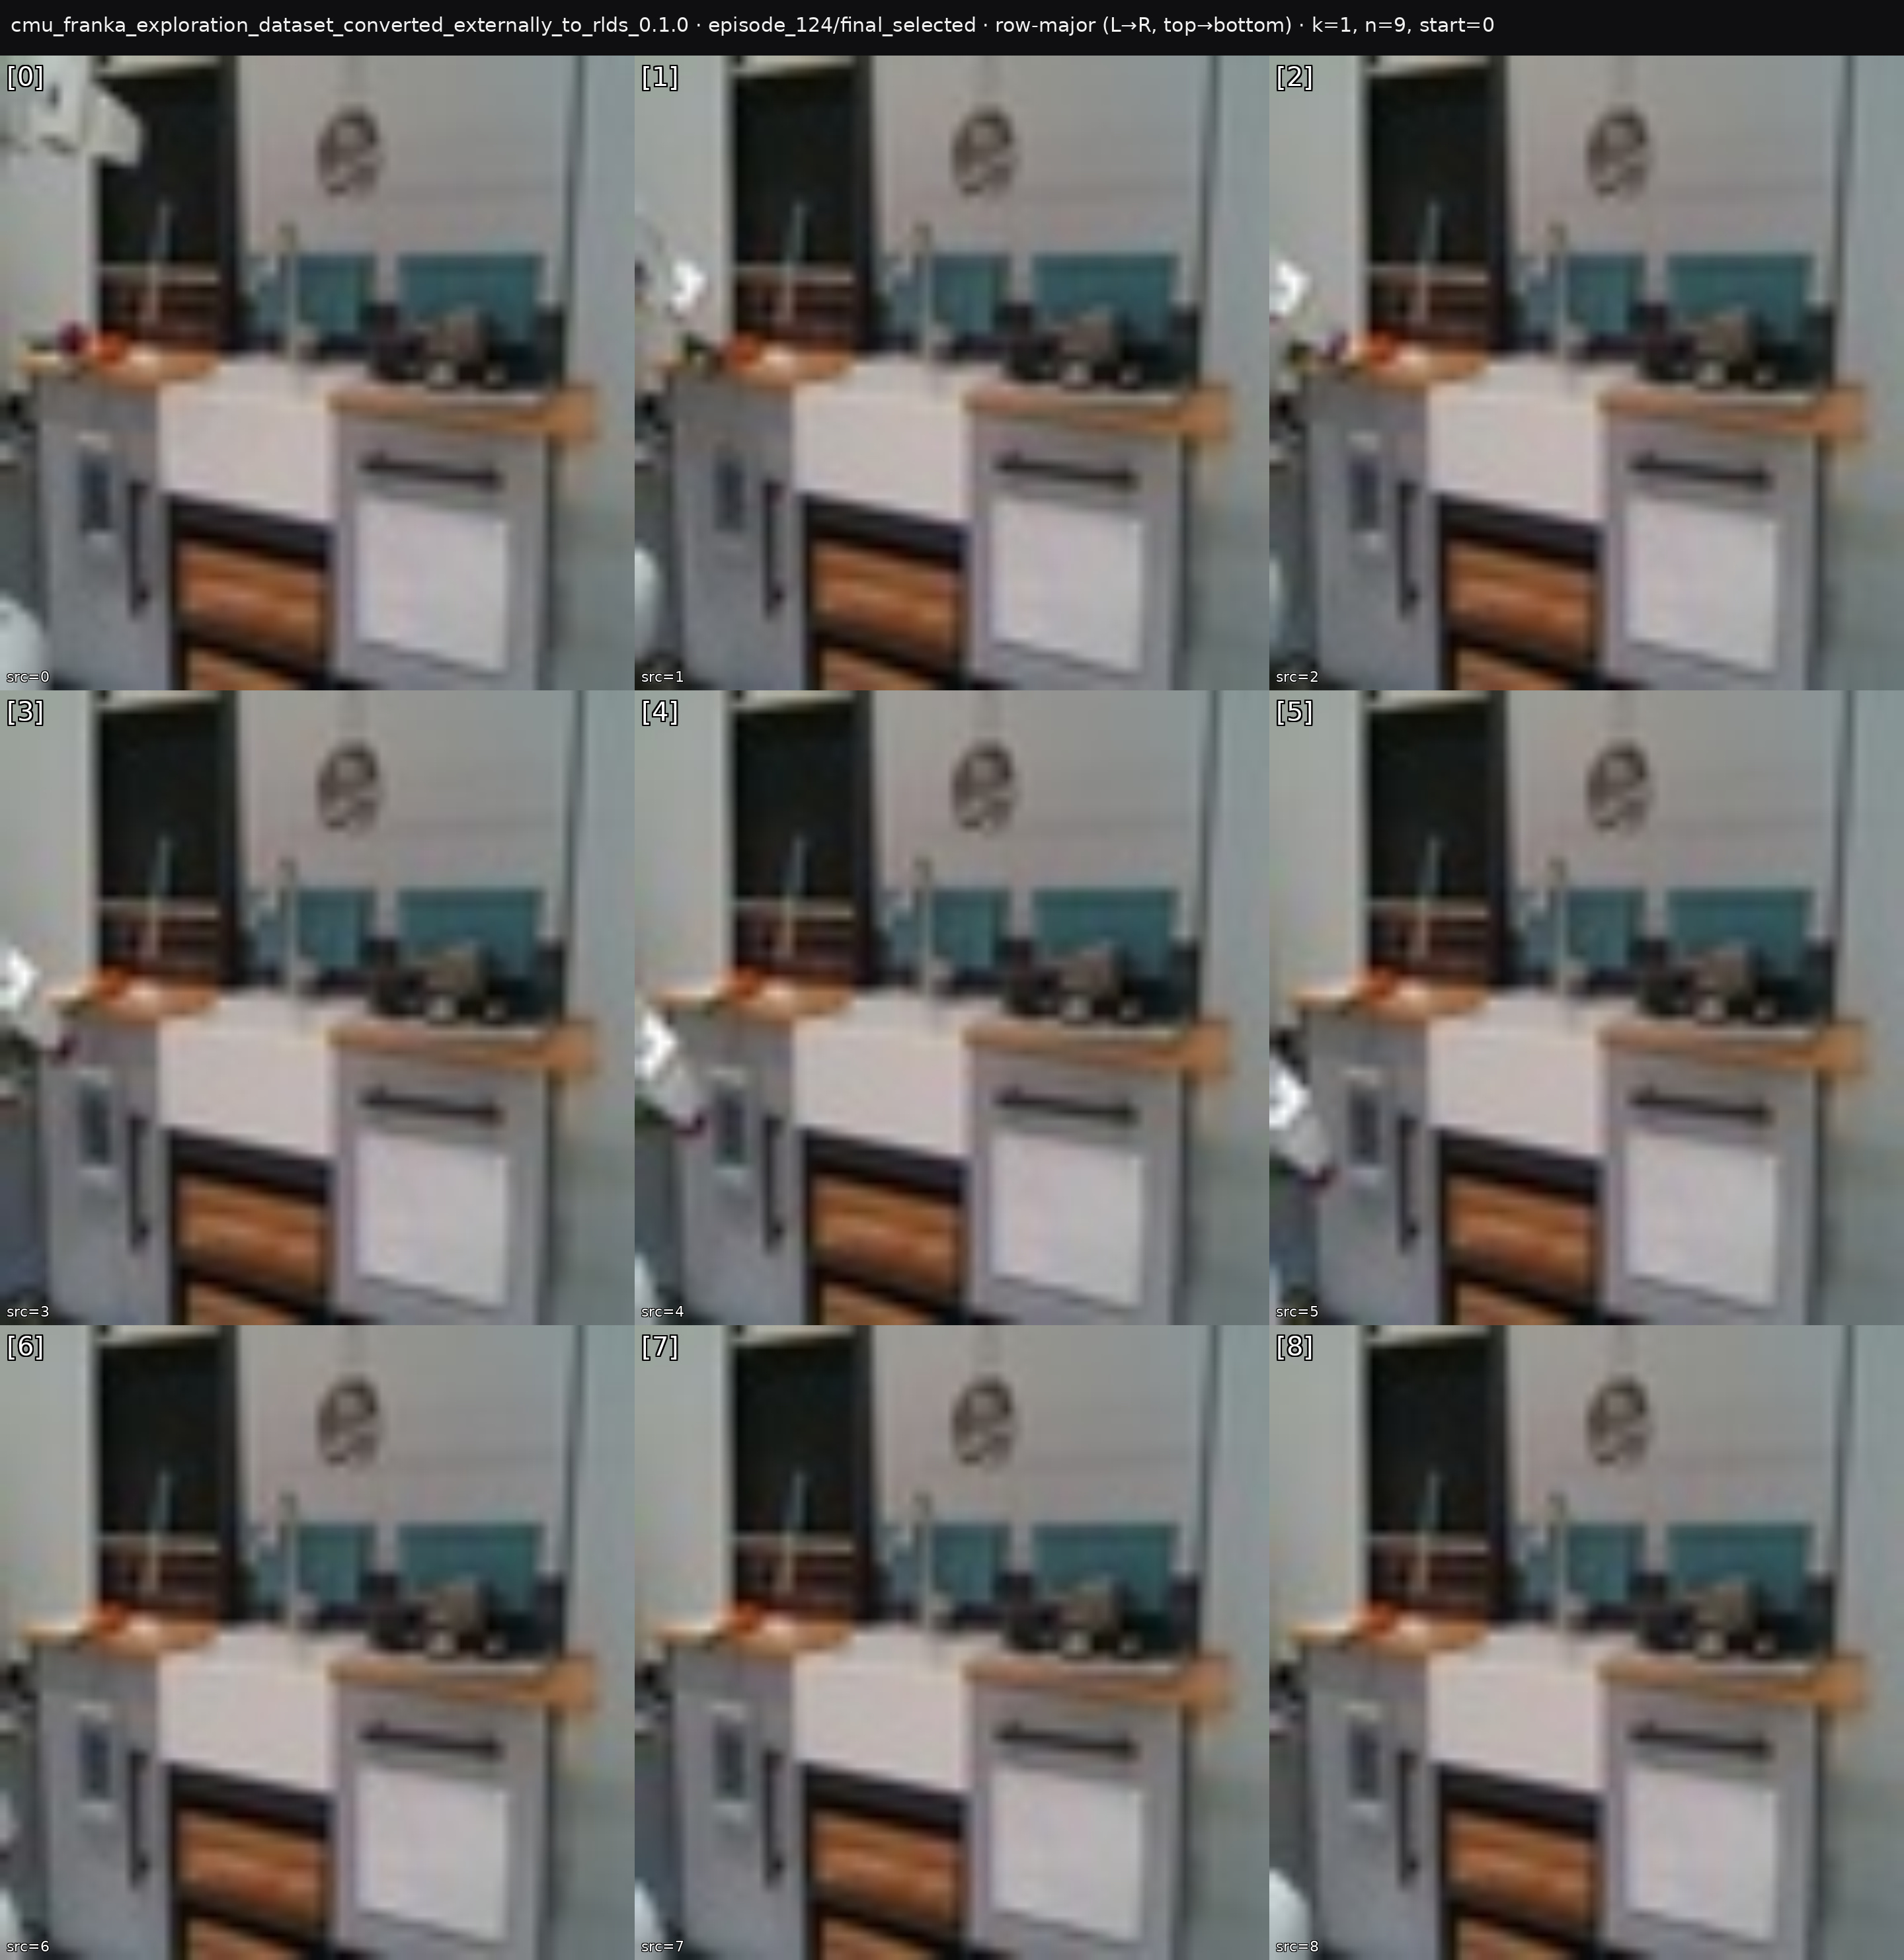 cmu_franka_exploration_dataset_converted_externally_to_rlds_0.1.0 · episode_124/final_selected · row-major (L→R, top→bottom) · k=1, n=9, start=0
[0] [1] [2]
src=0 src=1 src=2
[3] [4] [5]
src=3 src=4 src=5
[6] [7] [8]
src=6 src=7 src=8